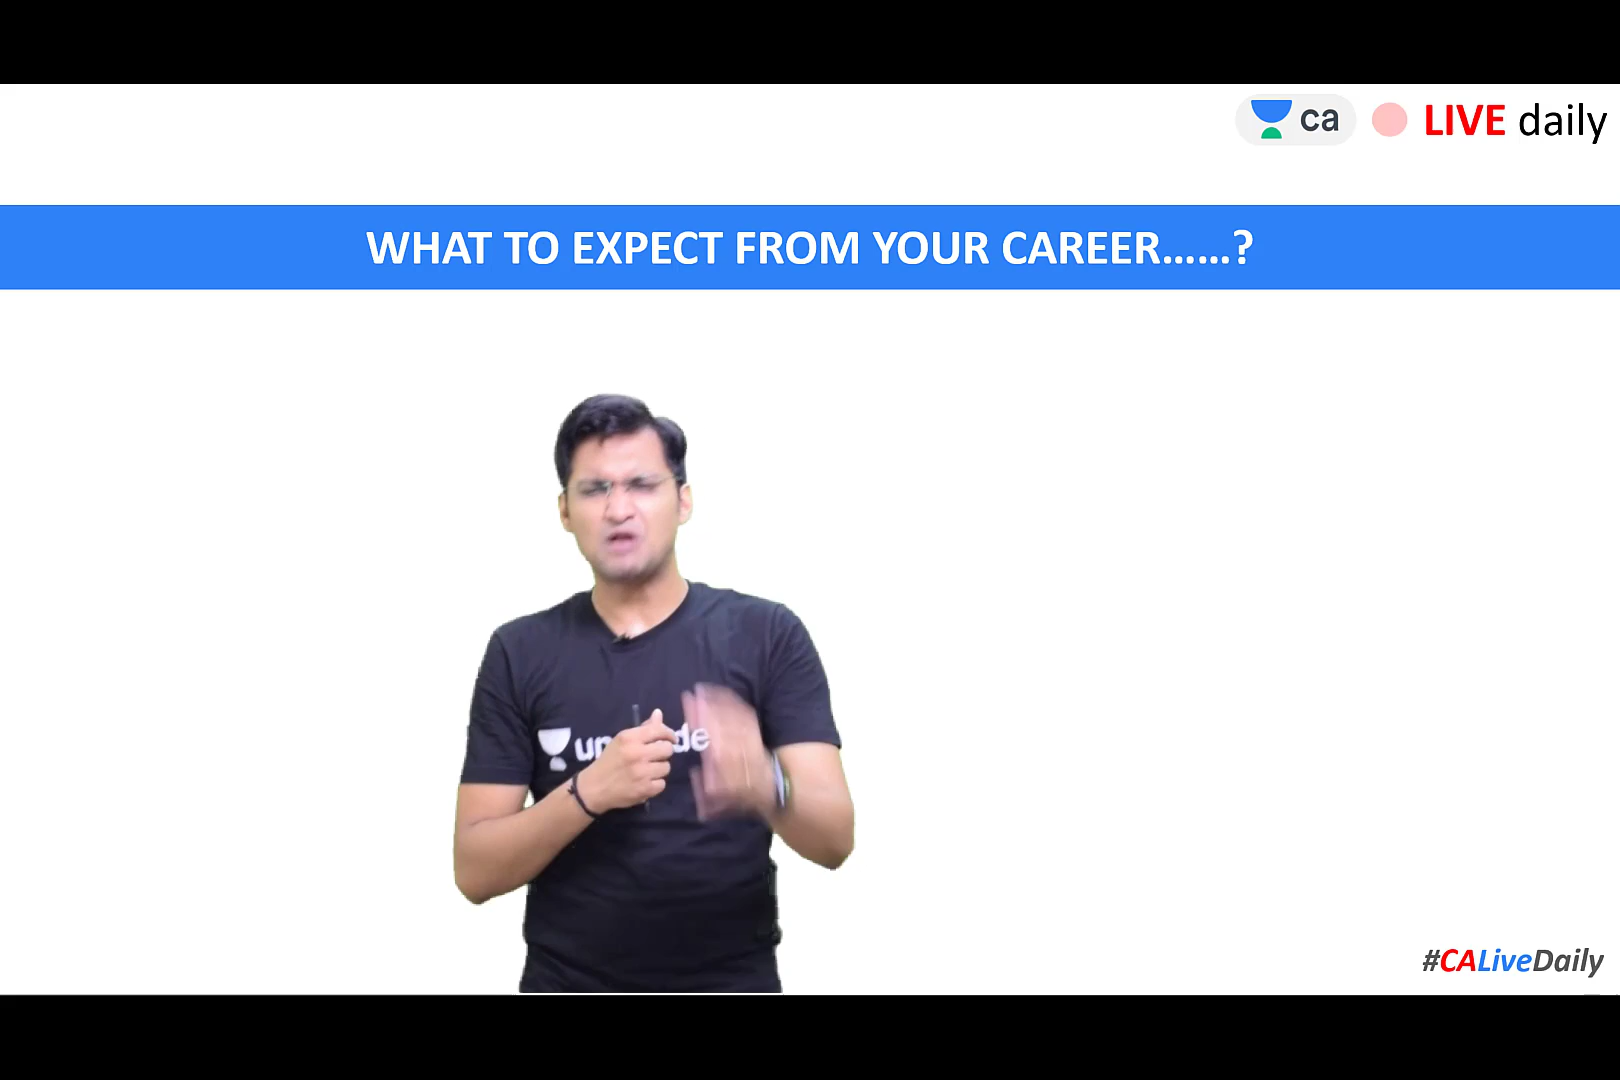 ca LIVE daily
WHAT TO EXPECT FROM YOUR CAREER......?
#CALiveDaily